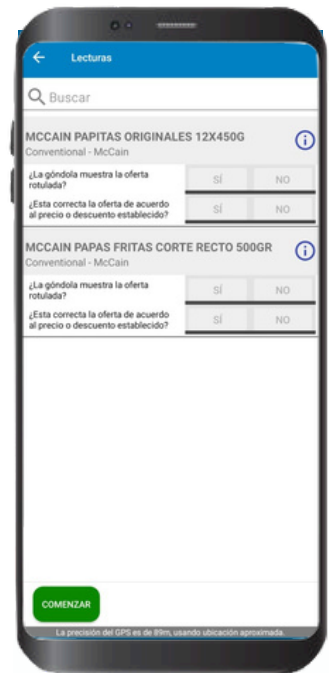 Lecturas
Buscar
MCCAIN PAPITAS ORIGINALES 12X450G
Conventional - McCain
¿La góndola muestra la oferta
rotulada?
SÍ NO
¿Esta correcta la oferta de acuerdo
al precio o descuento establecido?
SÍ NO
MCCAIN PAPAS FRITAS CORTE RECTO 500GR
Conventional - McCain
¿La góndola muestra la oferta
rotulada?
SÍ NO
¿Esta correcta la oferta de acuerdo
al precio o descuento establecido?
SÍ NO
COMENZAR
La precisión del GPS es de 89m, usando ubicación aproximada.